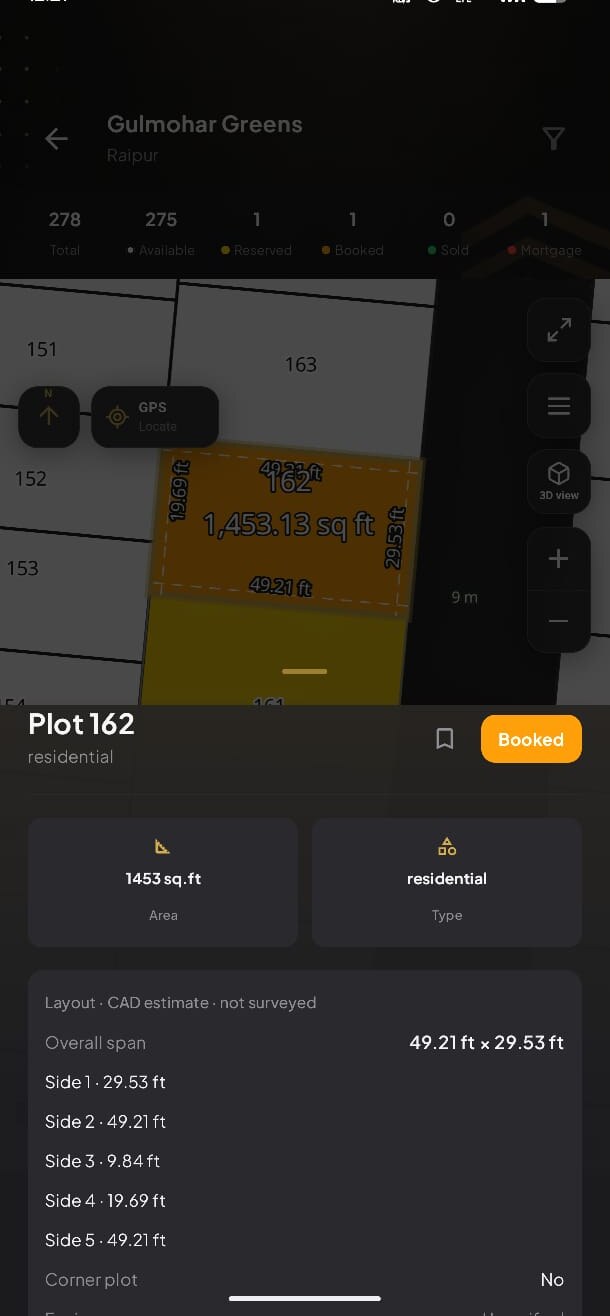 Gulmohar Greens
Raipur
278 275 1 1 0 1
Total Available Reserved Booked Sold Mortgage
151
163
N
GPS
Locate
152
3D view
19.69 ft
49.21 ft
162
1,453.13 sq ft
29.53 ft
49.21 ft
153
9 m
161
Plot 162
residential
Booked
1453 sq.ft
Area
residential
Type
Layout · CAD estimate · not surveyed
Overall span 49.21 ft × 29.53 ft
Side 1 · 29.53 ft
Side 2 · 49.21 ft
Side 3 · 9.84 ft
Side 4 · 19.69 ft
Side 5 · 49.21 ft
Corner plot No